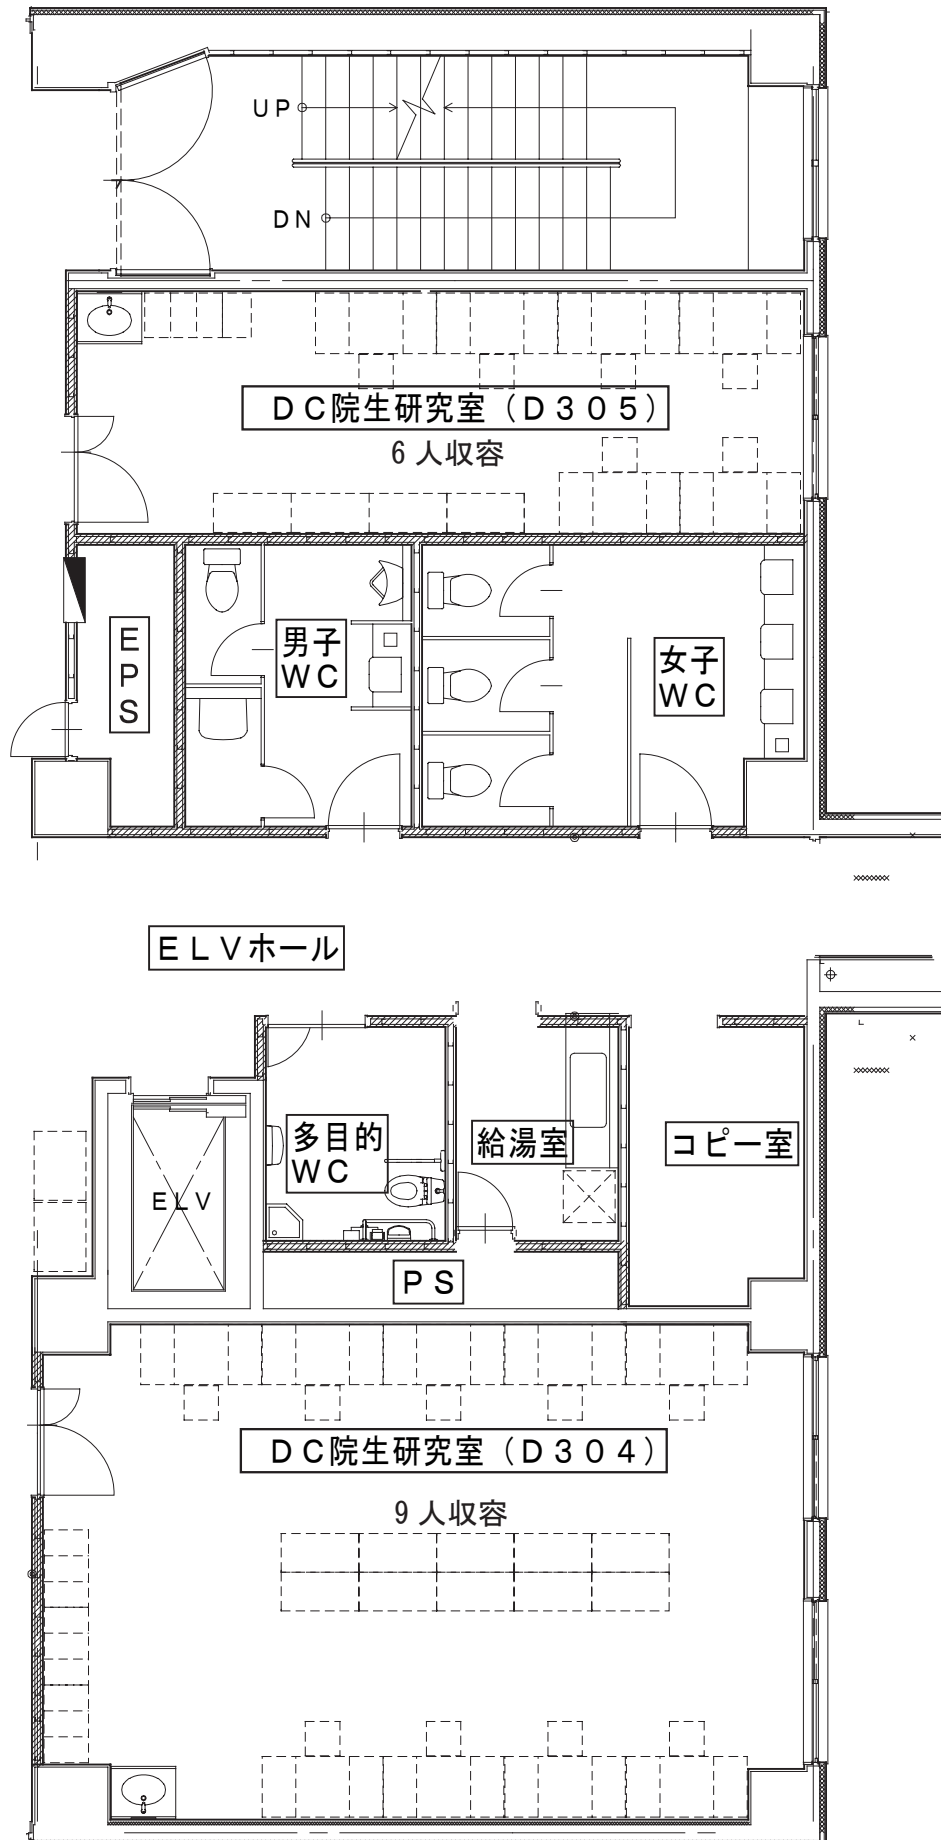 UP
DN
DC院生研究室（D305）
6人収容
EPS
男子
WC
女子
WC
ELVホール
多目的
WC
給湯室
コピー室
ELV
PS
DC院生研究室（D304）
9人収容